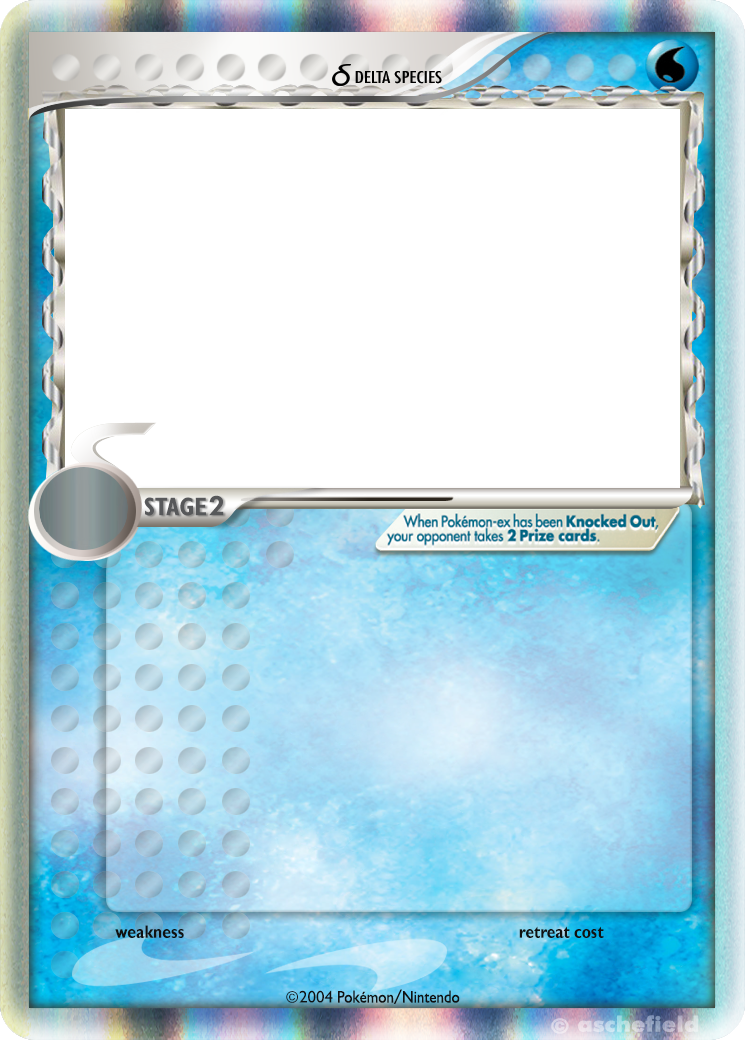 δ DELTA SPECIES
STAGE2
When Pokémon-ex has been Knocked Out,
your opponent takes 2 Prize cards.
weakness retreat cost
©2004 Pokémon/Nintendo
© aschefield